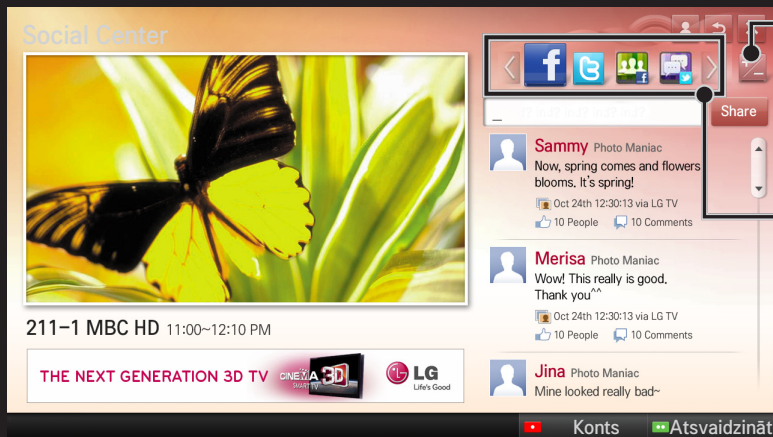 Social Center
f
Share
Sammy Photo Maniac
Now, spring comes and flowers
blooms. It's spring!
Oct 24th 12:30:13 via LG TV
10 People 10 Comments
Merisa Photo Maniac
Wow! This really is good.
Thank you^^
Oct 24th 12:30:13 via LG TV
10 People 10 Comments
Jina Photo Maniac
Mine looked really bad~
211-1 MBC HD 11:00~12:10 PM
THE NEXT GENERATION 3D TV CINEMA 3D SMART TV LG Life's Good
Konts Atsvaidzināt